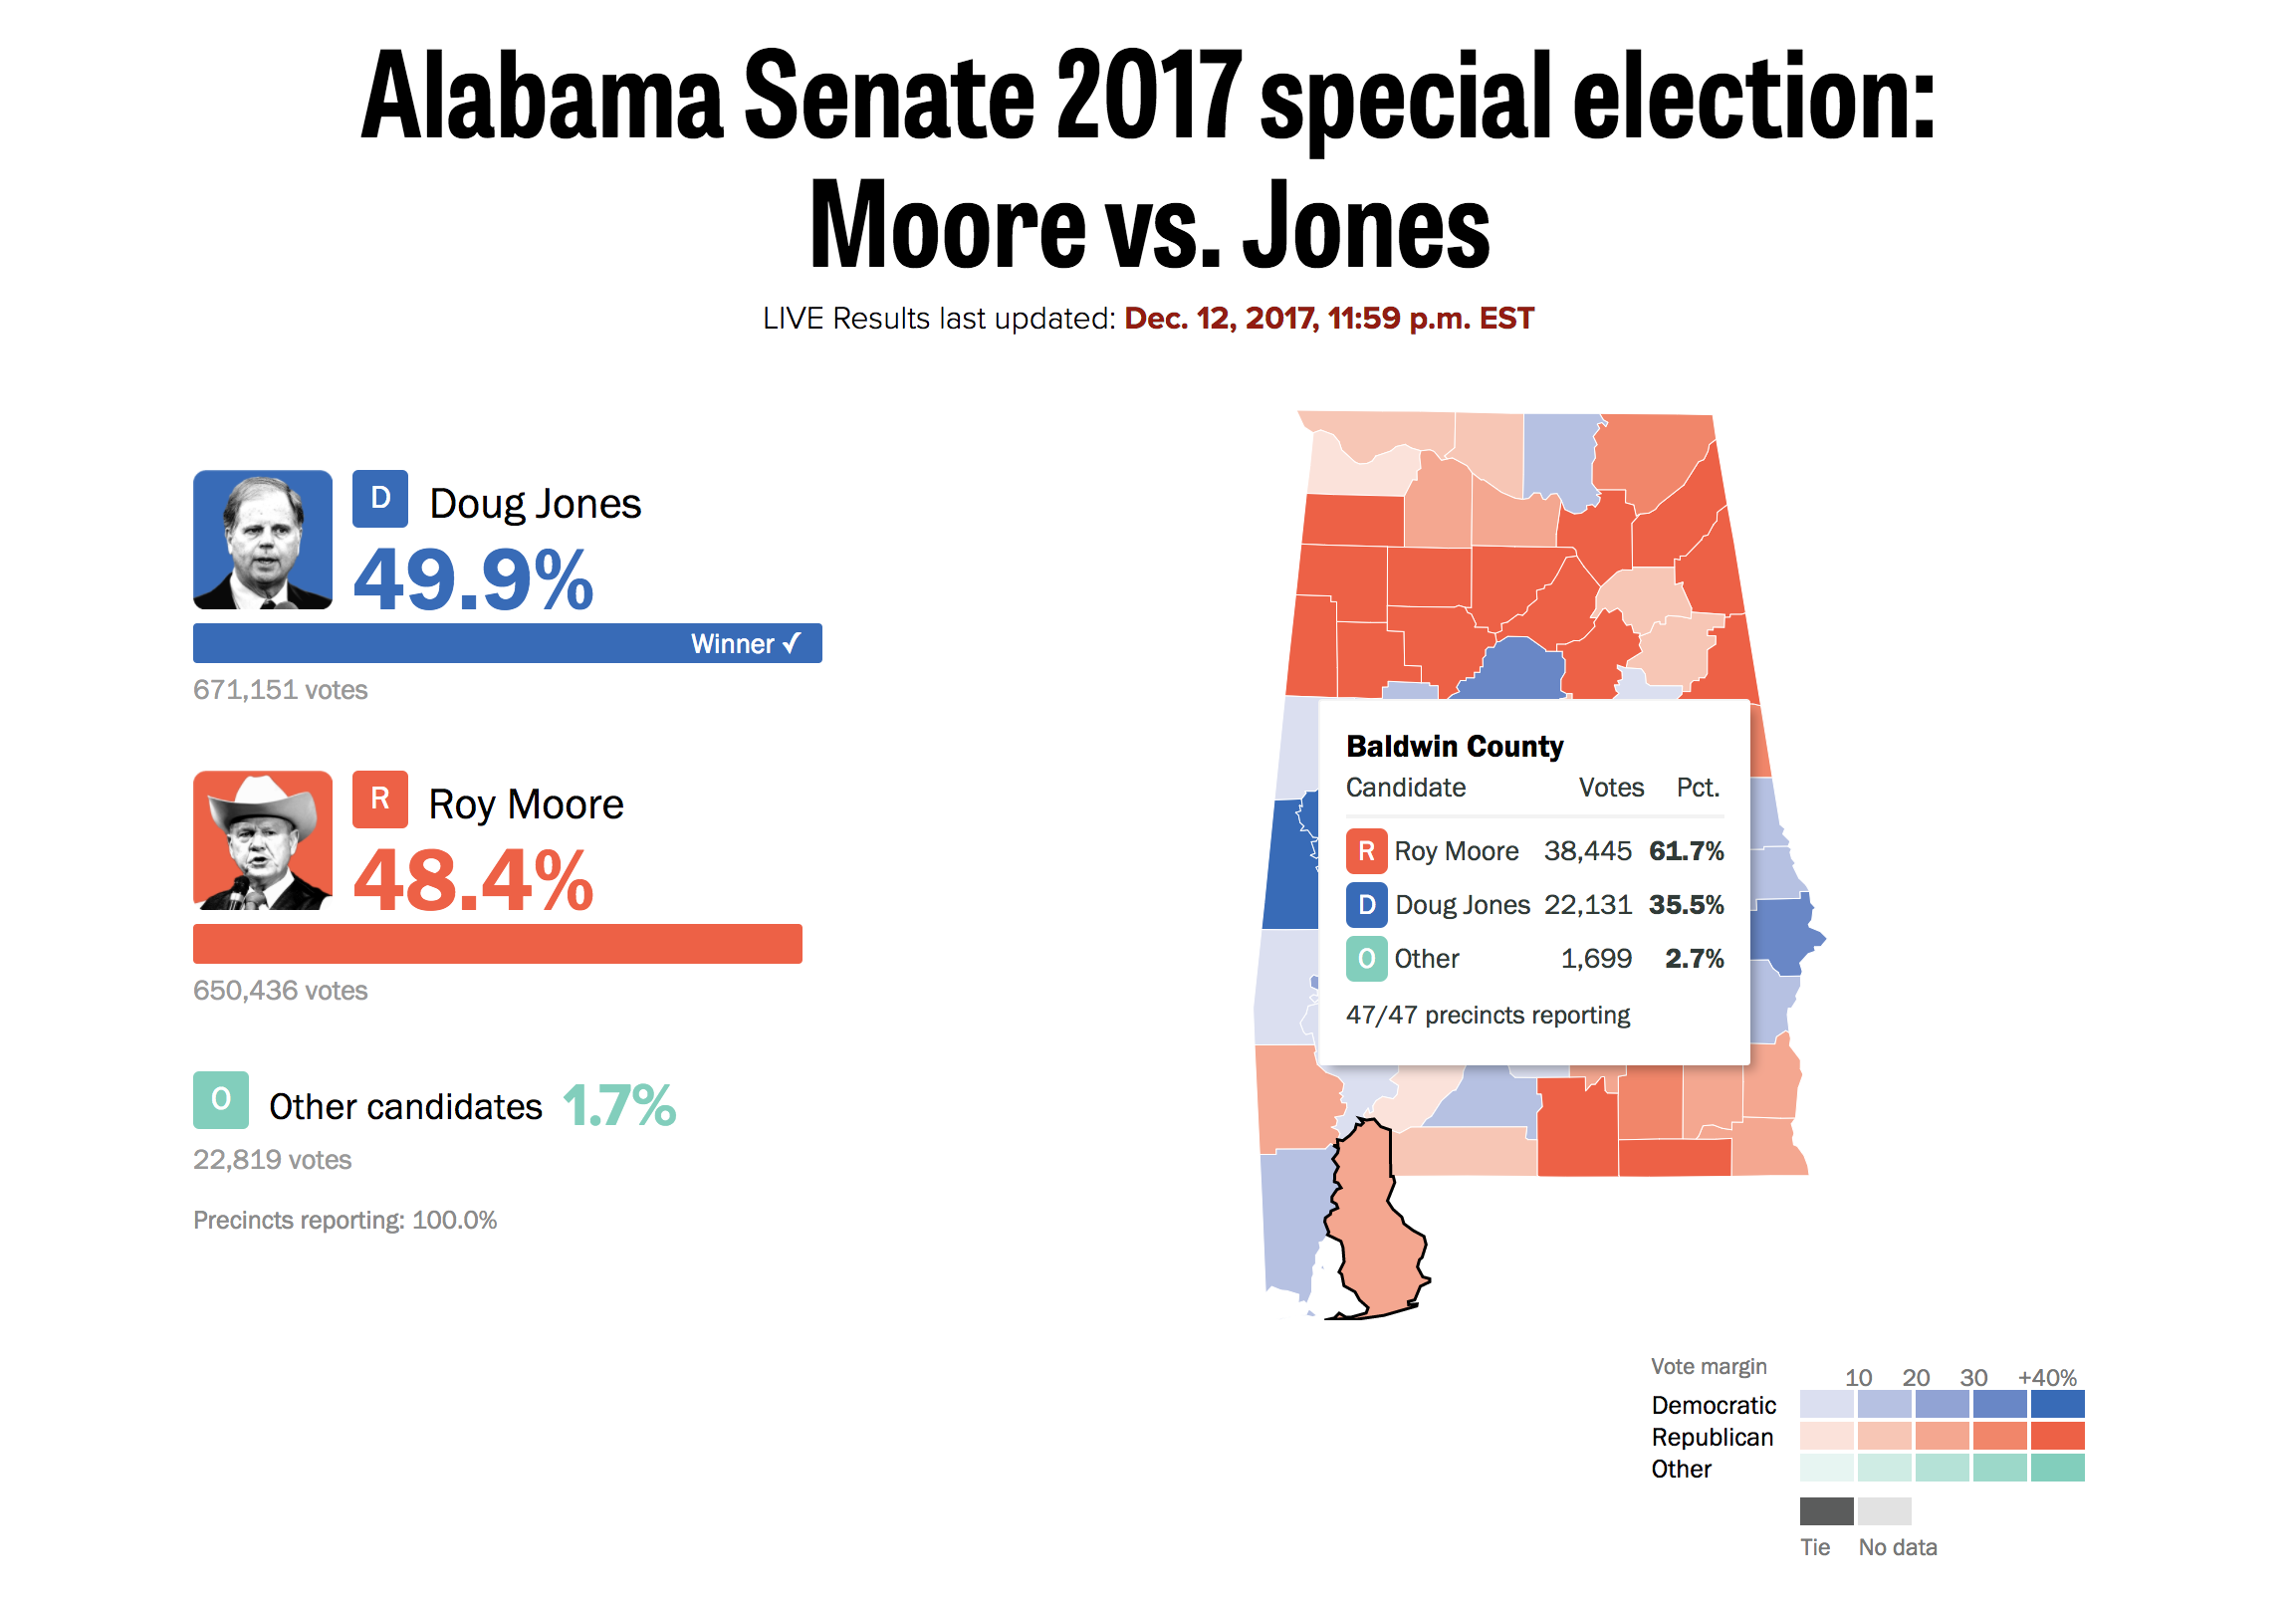 Alabama Senate 2017 special election:
Moore vs. Jones
LIVE Results last updated: Dec. 12, 2017, 11:59 p.m. EST
D Doug Jones
49.9%
Winner ✓
671,151 votes
R Roy Moore
48.4%
650,436 votes
O Other candidates 1.7%
22,819 votes
Precincts reporting: 100.0%
Baldwin County
Candidate Votes Pct.
R Roy Moore 38,445 61.7%
D Doug Jones 22,131 35.5%
O Other 1,699 2.7%
47/47 precincts reporting
Vote margin
10 20 30 +40%
Democratic
Republican
Other
Tie No data